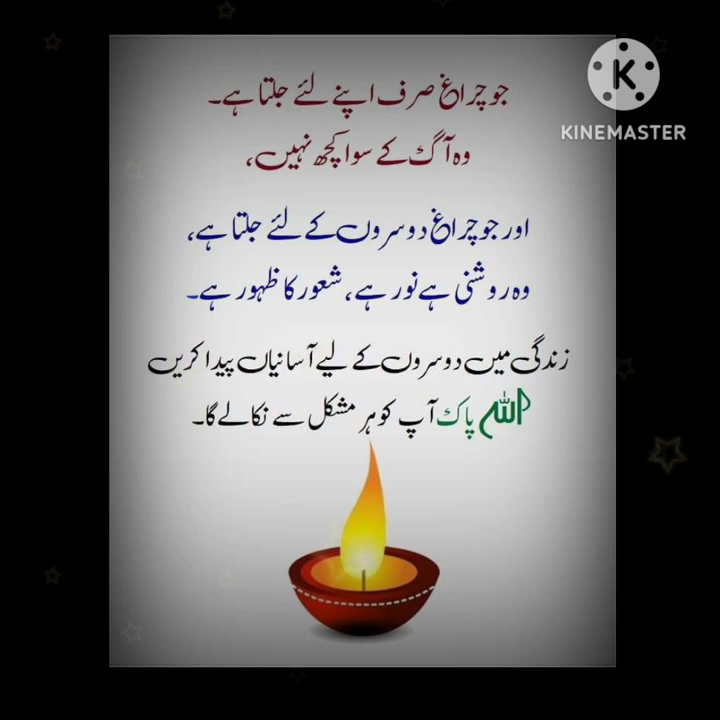 جو چراغ صرف اپنے لئے جلتا ہے۔
وہ آگ کے سوا کچھ نہیں،
اور جو چراغ دوسروں کے لئے جلتا ہے،
وہ روشنی ہے نور ہے، شعور کا ظہور ہے۔
زندگی میں دوسروں کے لیے آسانیاں پیدا کریں
اللہ پاک آپ کو ہر مشکل سے نکالے گا۔
K
KINEMASTER